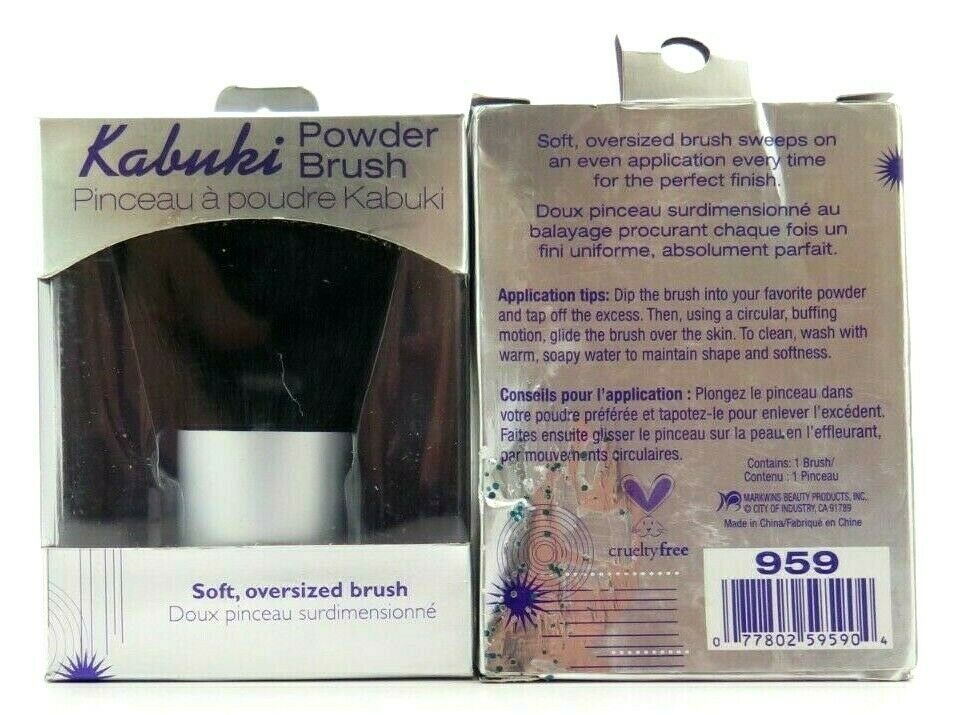 Kabuki Powder
Brush
Pinceau à poudre Kabuki
Soft, oversized brush
Doux pinceau surdimensionné
Soft, oversized brush sweeps on
an even application every time
for the perfect finish.
Doux pinceau surdimensionné au
balayage procurant chaque fois un
fini uniforme, absolument parfait.
Application tips: Dip the brush into your favorite powder
and tap off the excess. Then, using a circular, buffing
motion, glide the brush over the skin. To clean, wash with
warm, soapy water to maintain shape and softness.
Conseils pour l'application : Plongez le pinceau dans
votre poudre préférée et tapotez-le pour enlever l'excédent.
Faites ensuite glisser le pinceau sur la peau en l'effleurant,
par mouvements circulaires.
Contains: 1 Brush/
Contenu : 1 Pinceau
MARKWINS BEAUTY PRODUCTS, INC.
© CITY OF INDUSTRY, CA 91789
Made in China/Fabriqué en Chine
crueltyfree
959
0 77802 59590 4